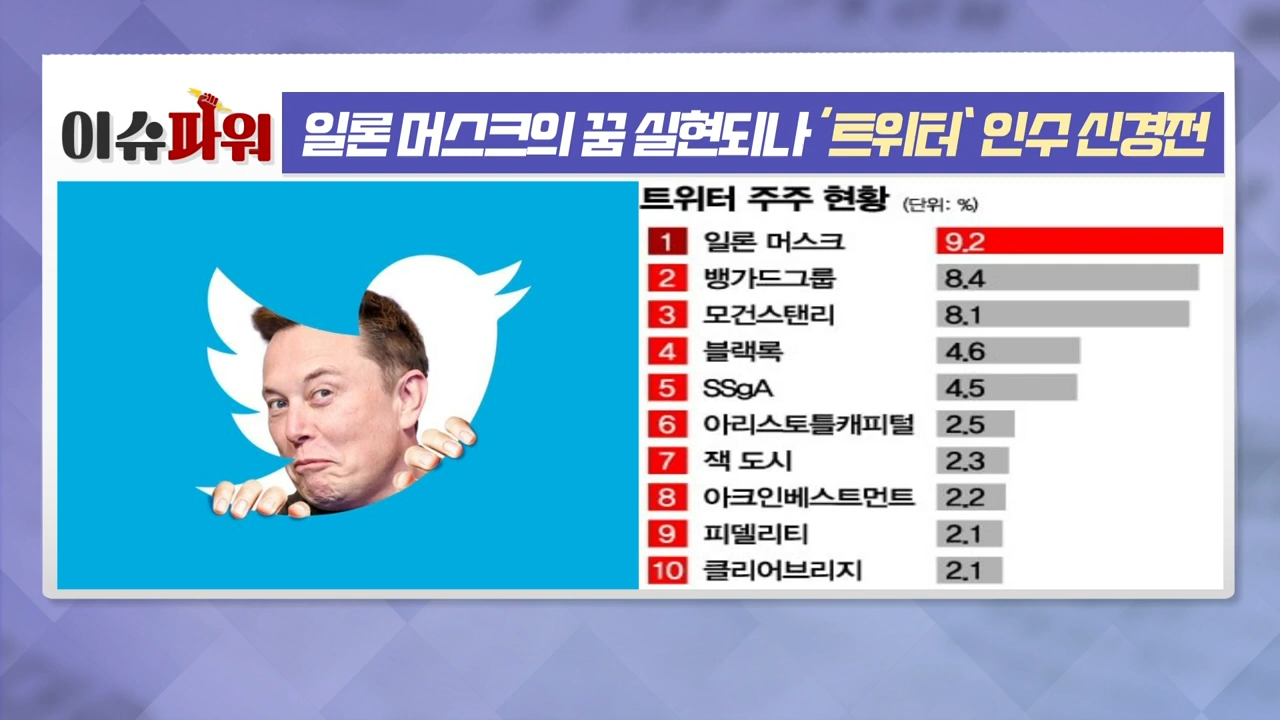 이슈파워
일론 머스크의 꿈 실현되나 '트위터' 인수 신경전
트위터 주주 현황 (단위: %)
1 일론 머스크 9.2
2 뱅가드그룹 8.4
3 모건스탠리 8.1
4 블랙록 4.6
5 SSgA 4.5
6 아리스토틀캐피털 2.5
7 잭 도시 2.3
8 아크인베스트먼트 2.2
9 피델리티 2.1
10 클리어브리지 2.1